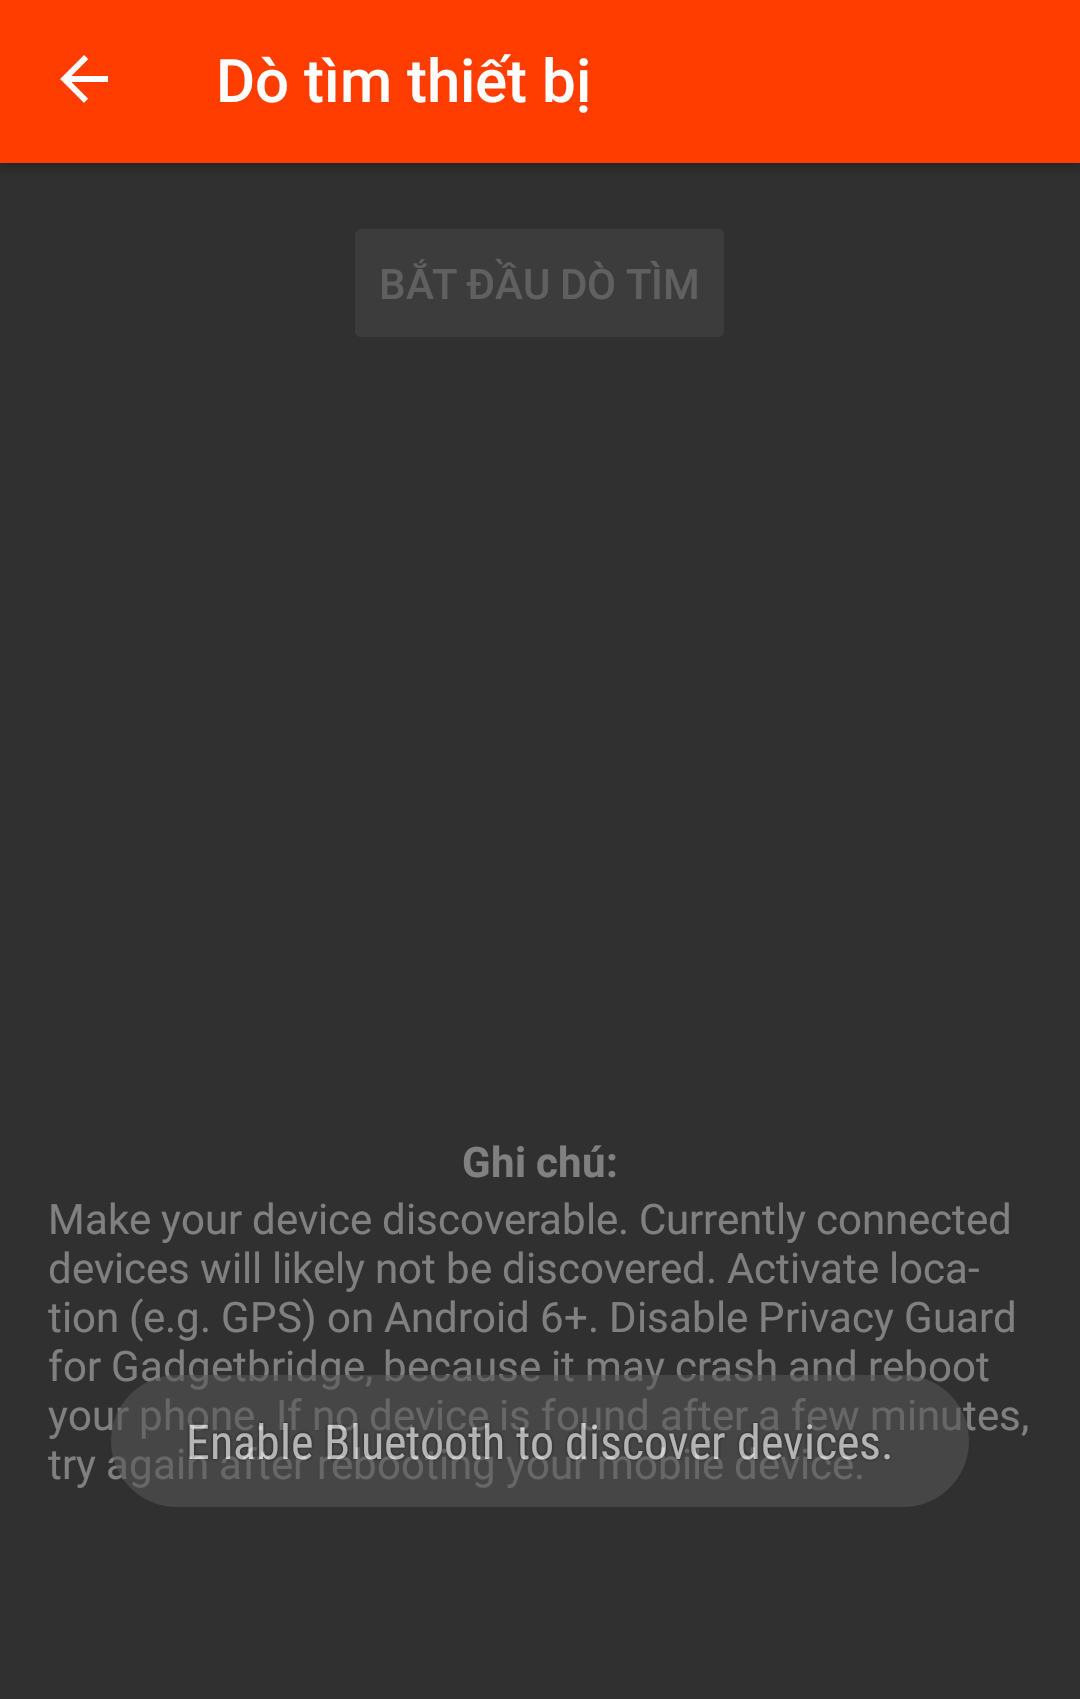 Dò tìm thiết bị
BẮT ĐẦU DÒ TÌM
Ghi chú:
Make your device discoverable. Currently connected
devices will likely not be discovered. Activate loca-
tion (e.g. GPS) on Android 6+. Disable Privacy Guard
for Gadgetbridge, because it may crash and reboot
your phone. If no device is found after a few minutes,
try again after rebooting your mobile device.
Enable Bluetooth to discover devices.